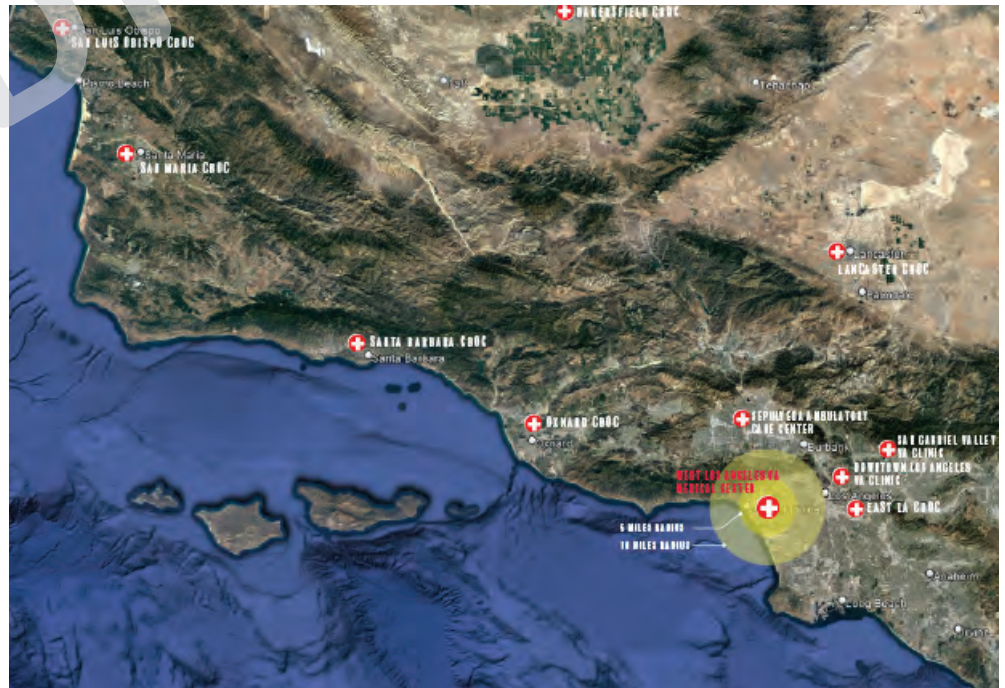 BAKERSFIELD CBOC
San Luis Obispo
SAN LUIS OBISPO CBOC
Pismo Beach
Taft
Tehachapi
Santa Maria
SAN MARIA CBOC
Lancaster
LANCASTER CBOC
Palmdale
SANTA BARBARA CBOC
Santa Barbara
OXNARD CBOC
Oxnard
SEPULVEDA AMBULATORY
CARE CENTER
Burbank
SAN GABRIEL VALLEY
VA CLINIC
DOWNTOWN LOS ANGELES
VA CLINIC
WEST LOS ANGELES VA
MEDICAL CENTER
Los Angeles
EAST LA CBOC
5 MILES RADIUS
10 MILES RADIUS
Anaheim
Long Beach